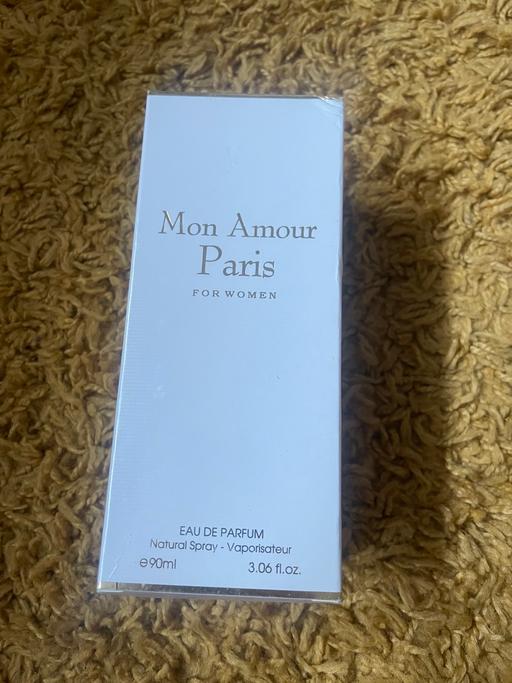 Mon Amour
Paris
FOR WOMEN
EAU DE PARFUM
Natural Spray - Vaporisateur
℮90ml 3.06 fl.oz.